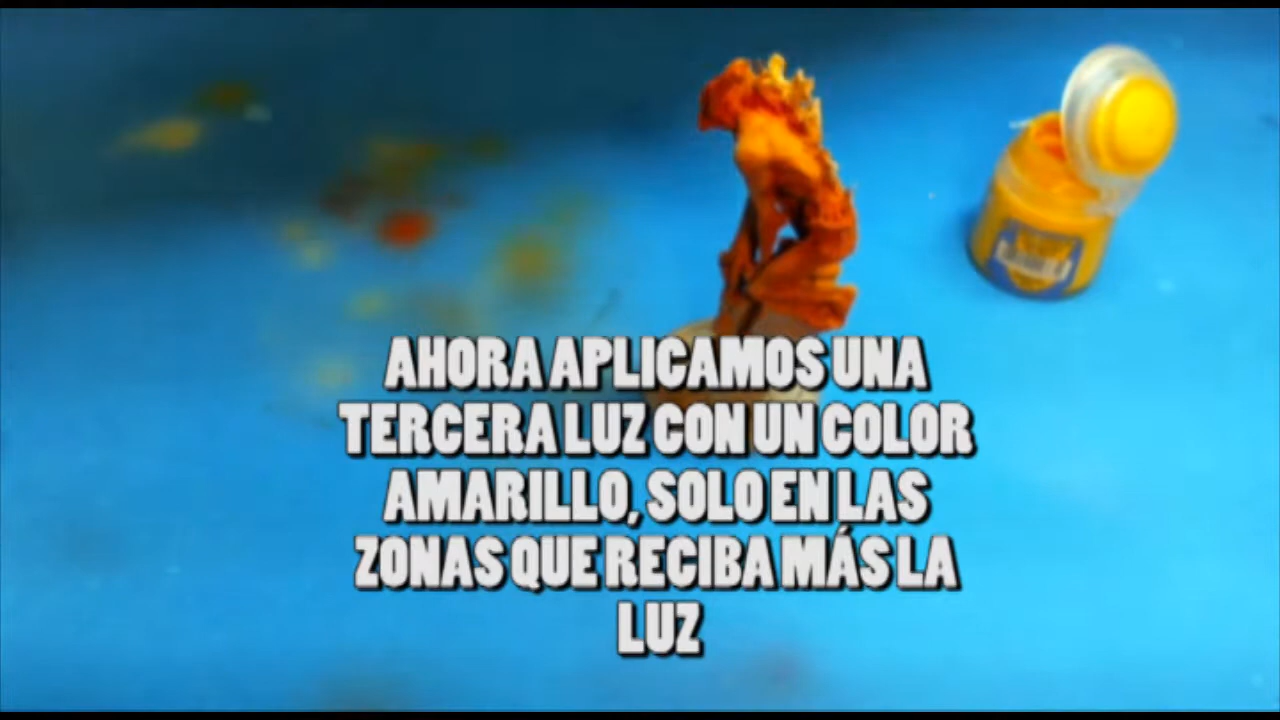 AHORA APLICAMOS UNA
TERCERA LUZ CON UN COLOR
AMARILLO, SOLO EN LAS
ZONAS QUE RECIBA MÁS LA
LUZ